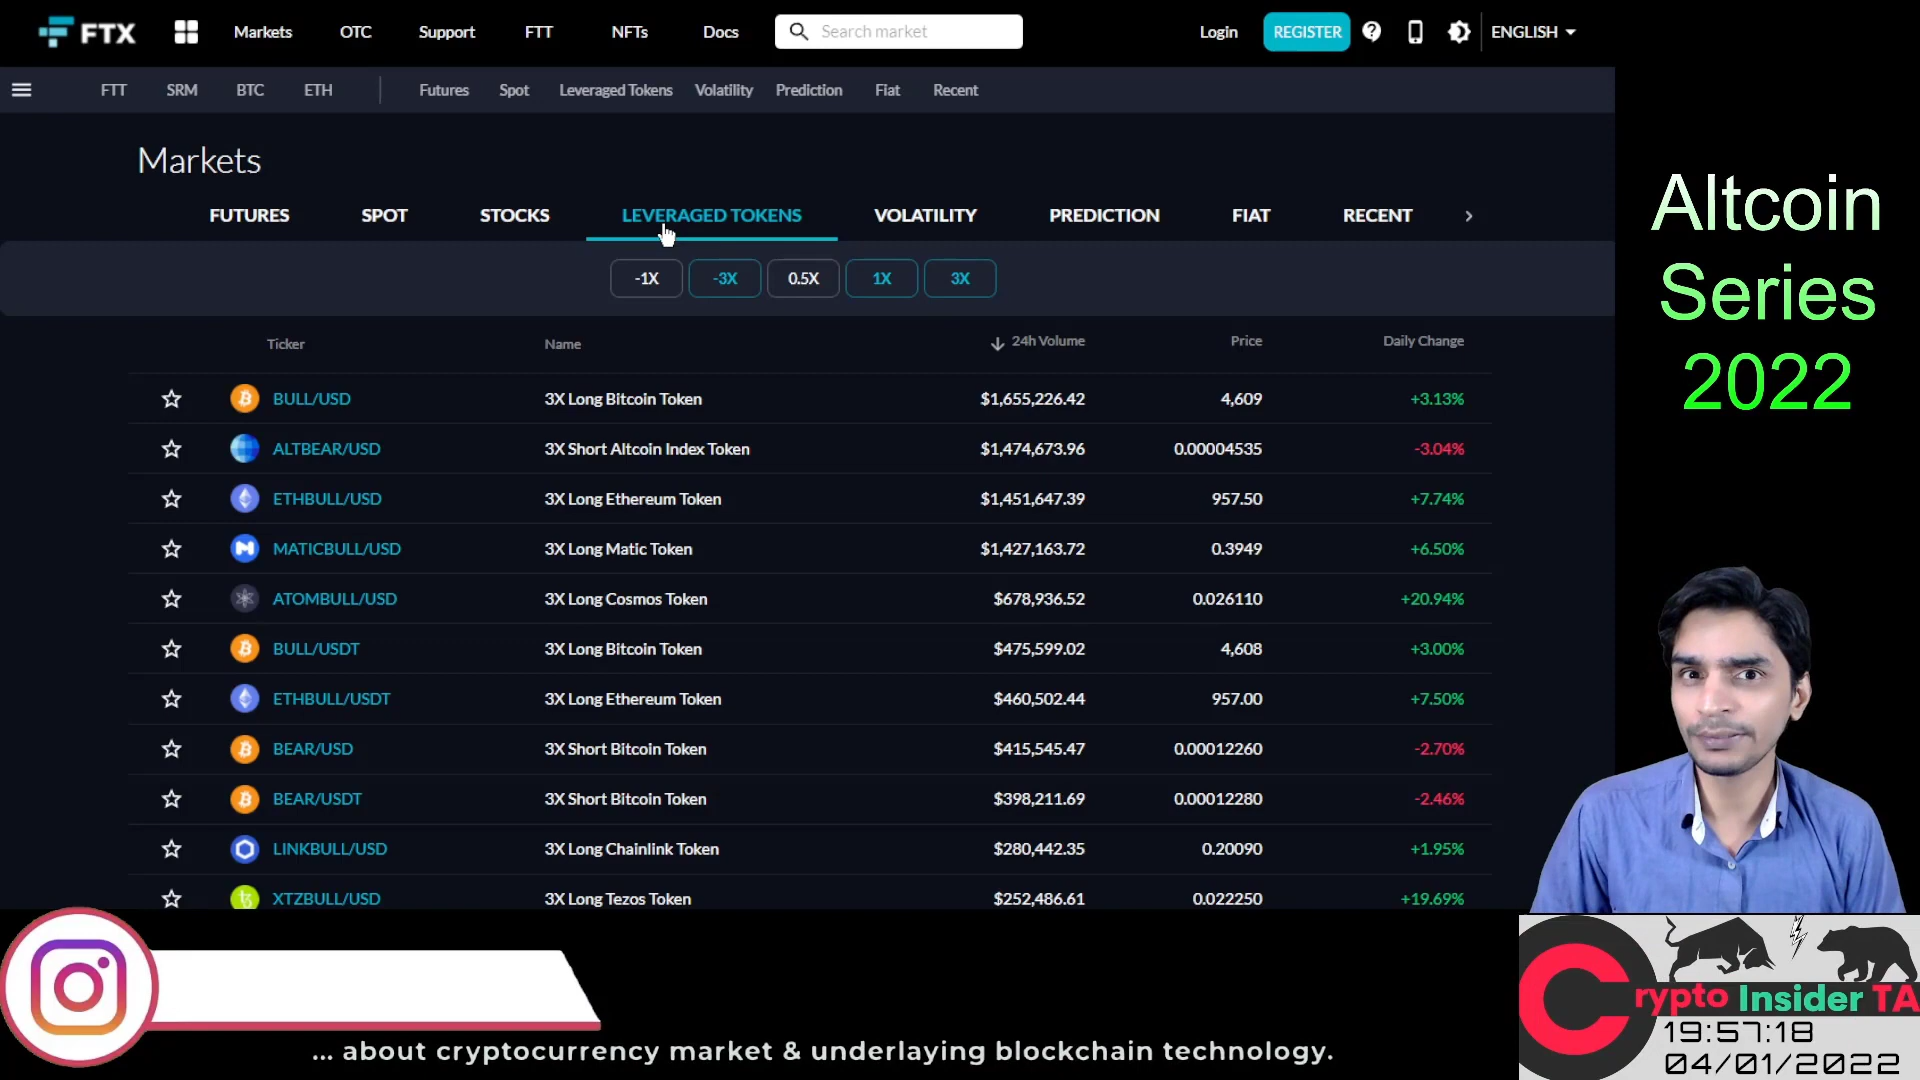 FTX Markets OTC Support FTT NFTs Docs Search market Login REGISTER ENGLISH
FTT SRM BTC ETH Futures Spot Leveraged Tokens Volatility Prediction Fiat Recent
Markets
FUTURES SPOT STOCKS LEVERAGED TOKENS VOLATILITY PREDICTION FIAT RECENT
-1X -3X 0.5X 1X 3X
Ticker Name 24h Volume Price Daily Change
BULL/USD 3X Long Bitcoin Token $1,655,226.42 4,609 +3.13%
ALTBEAR/USD 3X Short Altcoin Index Token $1,474,673.96 0.00004535 -3.04%
ETHBULL/USD 3X Long Ethereum Token $1,451,647.39 957.50 +7.74%
MATICBULL/USD 3X Long Matic Token $1,427,163.72 0.3949 +6.50%
ATOMBULL/USD 3X Long Cosmos Token $678,936.52 0.026110 +20.94%
BULL/USDT 3X Long Bitcoin Token $475,599.02 4,608 +3.00%
ETHBULL/USDT 3X Long Ethereum Token $460,502.44 957.00 +7.50%
BEAR/USD 3X Short Bitcoin Token $415,545.47 0.00012260 -2.70%
BEAR/USDT 3X Short Bitcoin Token $398,211.69 0.00012280 -2.46%
LINKBULL/USD 3X Long Chainlink Token $280,442.35 0.20090 +1.95%
XTZBULL/USD 3X Long Tezos Token $252,486.61 0.022250 +19.69%
Altcoin
Series
2022
Crypto Insider TA
19:57:18
04/01/2022
... about cryptocurrency market & underlaying blockchain technology.